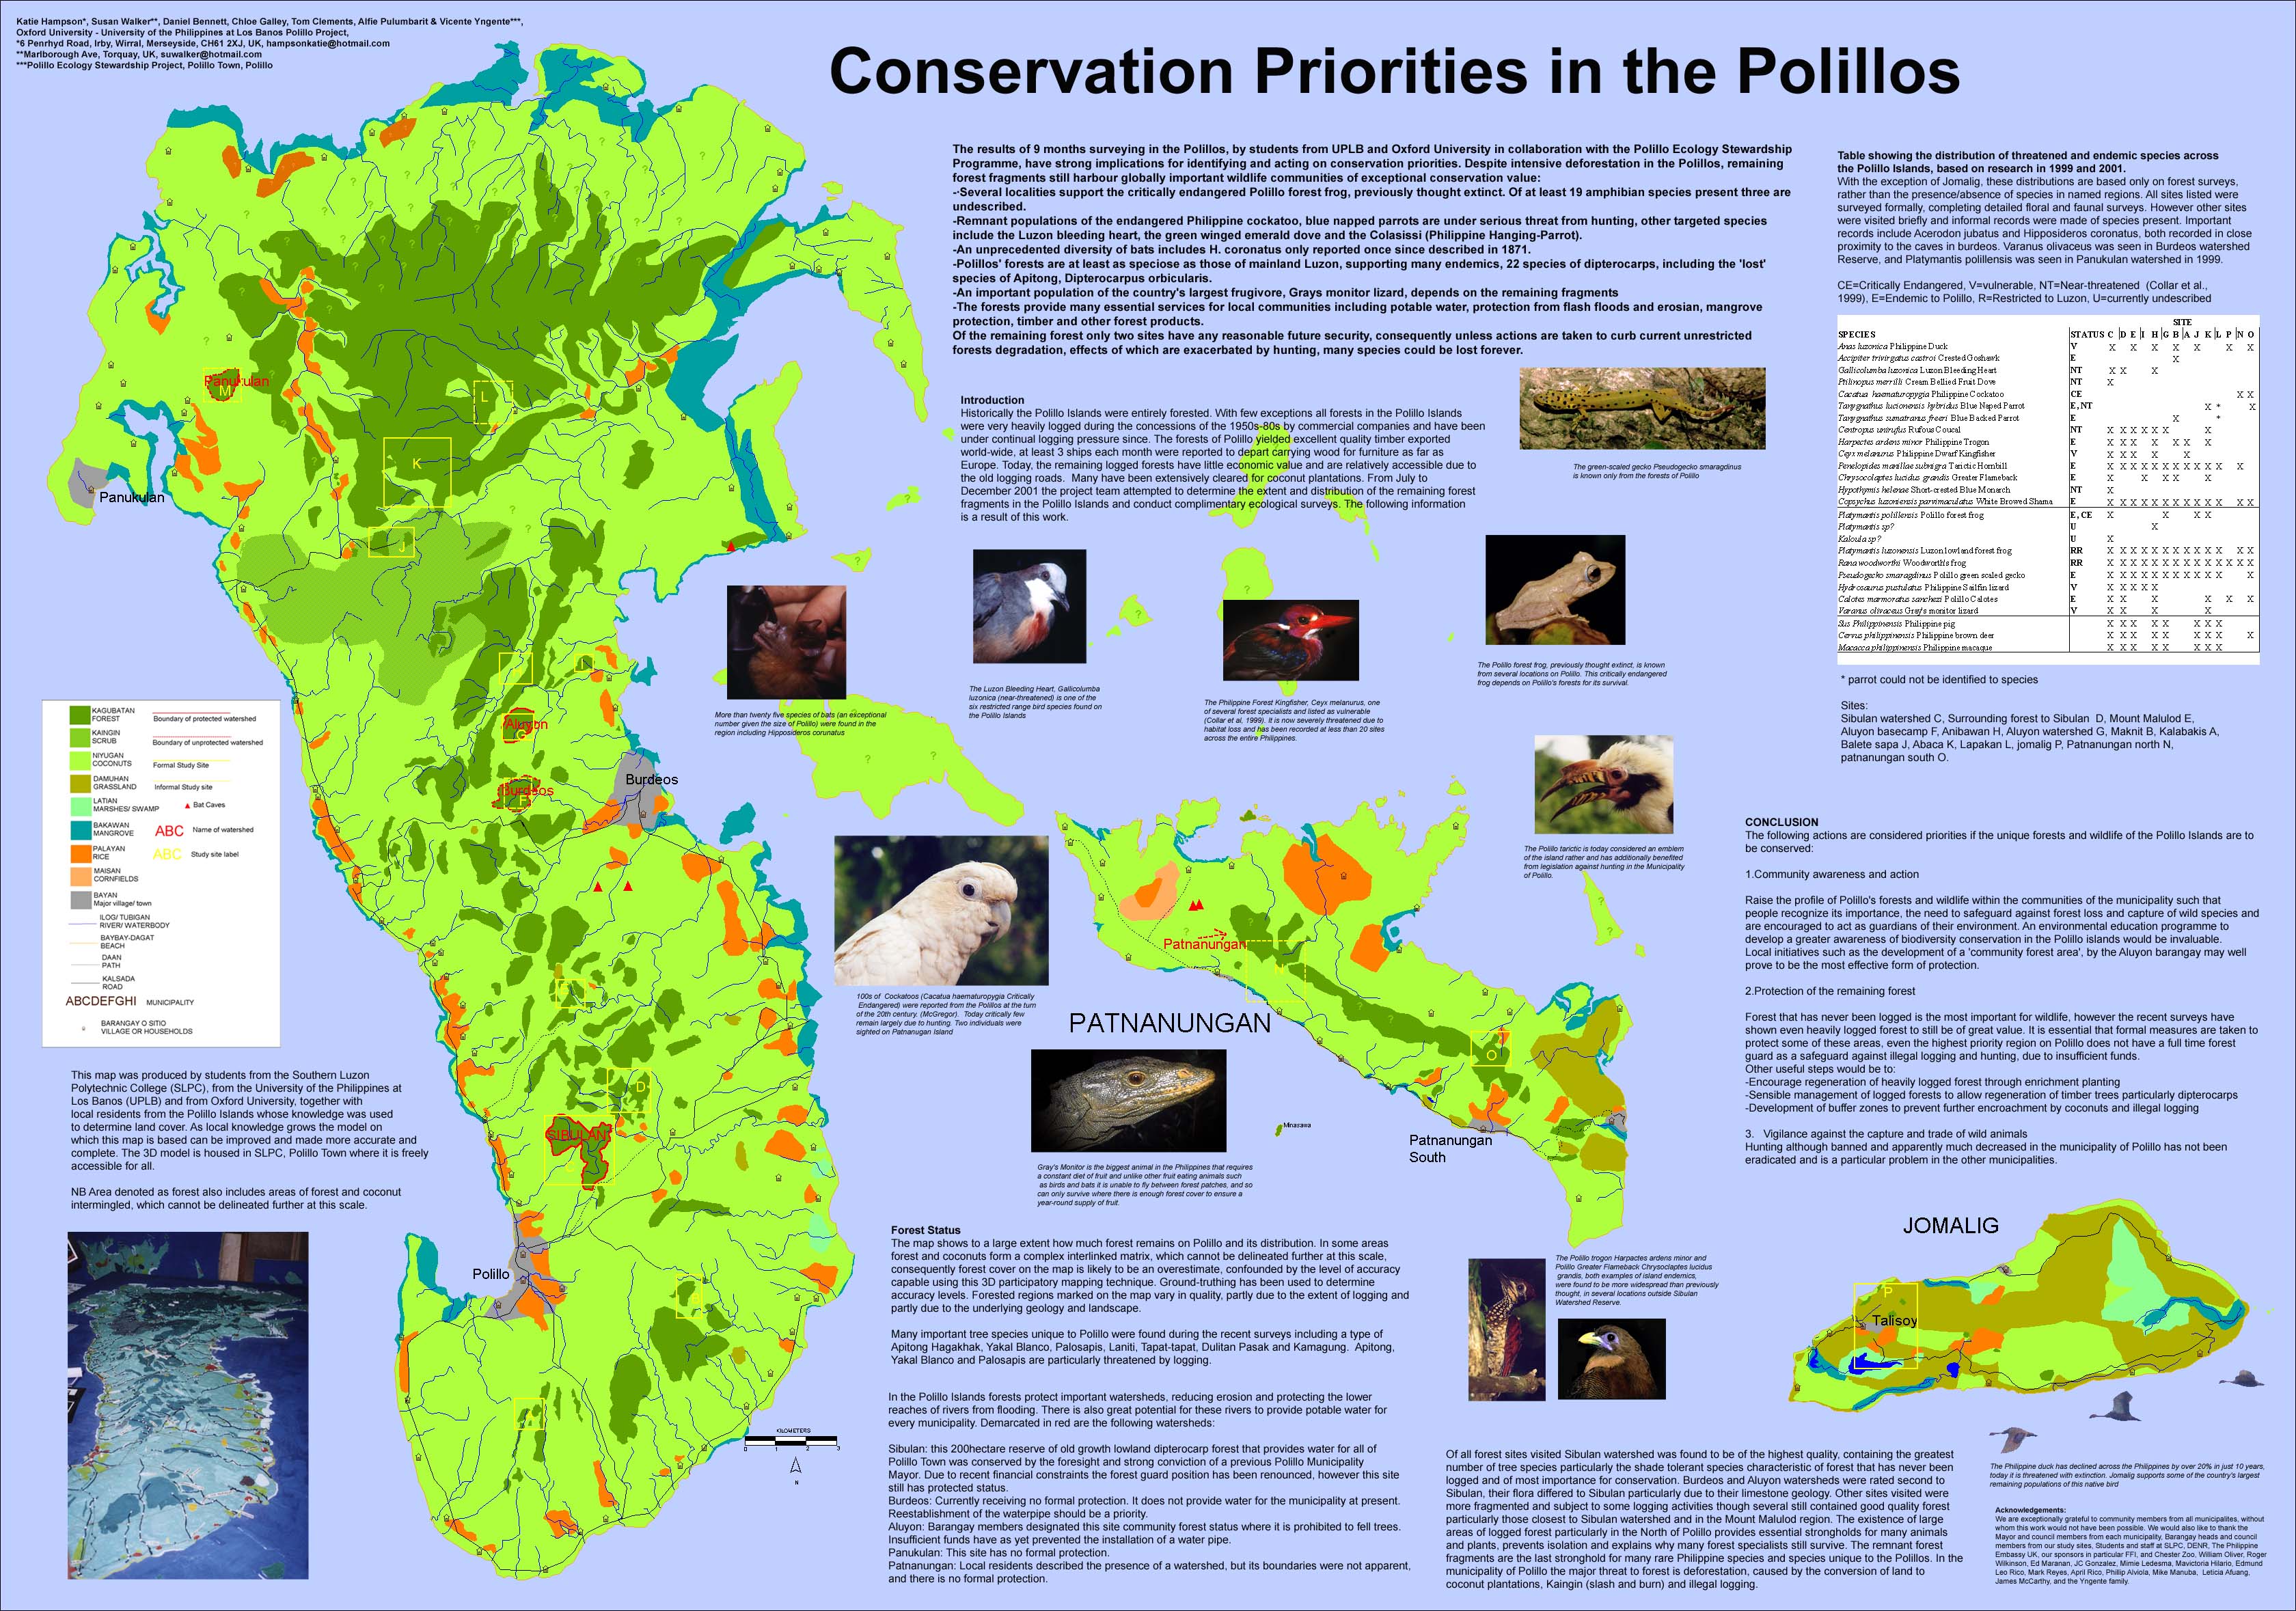 Katie Hampson*, Susan Walker**, Daniel Bennett, Chloe Galley, Tom Clements, Alfie Pulumbarit & Vicente Yngente***,
Oxford University - University of the Philippines at Los Banos Polillo Project,
*6 Penrhyd Road, Irby, Wirral, Merseyside, CH61 2XJ, UK, hampsonkatie@hotmail.com
**Marlborough Ave, Torquay, UK, suwalker@hotmail.com
***Polillo Ecology Stewardship Project, Polillo Town, Polillo
Conservation Priorities in the Polillos
The results of 9 months surveying in the Polillos, by students from UPLB and Oxford University in collaboration with the Polillo Ecology Stewardship
Programme, have strong implications for identifying and acting on conservation priorities. Despite intensive deforestation in the Polillos, remaining
forest fragments still harbour globally important wildlife communities of exceptional conservation value:
-·Several localities support the critically endangered Polillo forest frog, previously thought extinct. Of at least 19 amphibian species present three are
undescribed.
-Remnant populations of the endangered Philippine cockatoo, blue napped parrots are under serious threat from hunting, other targeted species
include the Luzon bleeding heart, the green winged emerald dove and the Colasissi (Philippine Hanging-Parrot).
-An unprecedented diversity of bats includes H. coronatus only reported once since described in 1871.
-Polillos' forests are at least as speciose as those of mainland Luzon, supporting many endemics, 22 species of dipterocarps, including the 'lost'
species of Apitong, Dipterocarpus orbicularis.
-An important population of the country's largest frugivore, Grays monitor lizard, depends on the remaining fragments
-The forests provide many essential services for local communities including potable water, protection from flash floods and erosian, mangrove
protection, timber and other forest products.
Of the remaining forest only two sites have any reasonable future security, consequently unless actions are taken to curb current unrestricted
forests degradation, effects of which are exacerbated by hunting, many species could be lost forever.
Introduction
Historically the Polillo Islands were entirely forested. With few exceptions all forests in the Polillo Islands
were very heavily logged during the concessions of the 1950s-80s by commercial companies and have been
under continual logging pressure since. The forests of Polillo yielded excellent quality timber exported
world-wide, at least 3 ships each month were reported to depart carrying wood for furniture as far as
Europe. Today, the remaining logged forests have little economic value and are relatively accessible due to
the old logging roads.  Many have been extensively cleared for coconut plantations. From July to
December 2001 the project team attempted to determine the extent and distribution of the remaining forest
fragments in the Polillo Islands and conduct complimentary ecological surveys. The following information
is a result of this work.
The green-scaled gecko Pseudogecko smaragdinus
is known only from the forests of Polillo
Table showing the distribution of threatened and endemic species across
the Polillo Islands, based on research in 1999 and 2001.
With the exception of Jomalig, these distributions are based only on forest surveys,
rather than the presence/absence of species in named regions. All sites listed were
surveyed formally, completing detailed floral and faunal surveys. However other sites
were visited briefly and informal records were made of species present. Important
records include Acerodon jubatus and Hipposideros coronatus, both recorded in close
proximity to the caves in burdeos. Varanus olivaceus was seen in Burdeos watershed
Reserve, and Platymantis polillensis was seen in Panukulan watershed in 1999.
CE=Critically Endangered, V=vulnerable, NT=Near-threatened  (Collar et al.,
1999), E=Endemic to Polillo, R=Restricted to Luzon, U=currently undescribed
SITE
SPECIES STATUS C D E I H G B A J K L P N O
Anas luzonica Philippine Duck V X X X X X X X
Accipiter trivirgatus castroi Crested Goshawk E X
Gallicolumba luzonica Luzon Bleeding Heart NT X X X
Ptilinopus merrilli Cream Bellied Fruit Dove NT X
Cacatua haematuropygia Philippine Cockatoo CE X X
Tanygnathus lucionensis hybridus Blue Naped Parrot E, NT X * X
Tanygnathus sumatranus freeri Blue Backed Parrot E X *
Centropus unirufus Rufous Coucal NT X X X X X X X
Harpectes ardens minor Philippine Trogon E X X X X X X X
Ceyx melanurus Philippine Dwarf Kingfisher V X X X X X
Penelopides manillae subnigra Tarictic Hornbill E X X X X X X X X X X X X
Chrysocolaptes lucidus grandis Greater Flameback E X X X X X
Hypothymis helenae Short-crested Blue Monarch NT X
Copsychus luzoniensis parvimaculatus White Browed Shama E X X X X X X X X X X X X X
Platymantis polillensis Polillo forest frog E, CE X X X X
Platymantis sp? U X
Kaloula sp? U X
Platymantis luzonensis Luzon lowland forest frog RR X X X X X X X X X X X X X
Rana woodworthi Woodworth's frog RR X X X X X X X X X X X X X X
Pseudogecko smaragdinus Polillo green scaled gecko E X X X X X X X X X X X X
Hydrosaurus pustulatus Philippine Sailfin lizard V X X X X X
Calotes marmoratus sanchezi Polillo Calotes E X X X X X X
Varanus olivaceus Grey's monitor lizard V X X X X
Sus Philippinensis Philippine pig X X X X X X X X
Cervus philippinensis Philippine brown deer X X X X X X X X X
Macacca philippinensis Philippine macaque X X X X X X X X
* parrot could not be identified to species
Sites:
Sibulan watershed C, Surrounding forest to Sibulan  D, Mount Malulod E,
Aluyon basecamp F, Anibawan H, Aluyon watershed G, Maknit B, Kalabakis A,
Balete sapa J, Abaca K, Lapakan L, jomalig P, Patnanungan north N,
patnanungan south O.
Panukulan
M
L
K
J
Panukulan
I
Aluyon
G
Burdeos
F
Burdeos
D
SIBULAN
Polillo
KILOMETERS
0 1 2 3
N
More than twenty five species of bats (an exceptional
number given the size of Polillo) were found in the
region including Hipposideros corunatus
The Luzon Bleeding Heart, Gallicolumba
luzonica (near-threatened) is one of the
six restricted range bird species found on
the Polillo Islands
The Philippine Forest Kingfisher, Ceyx melanurus, one
of several forest specialists and listed as vulnerable
(Collar et al, 1999). It is now severely threatened due to
habitat loss and has been recorded at less than 20 sites
across the entire Philippines.
The Polillo forest frog, previously thought extinct, is known
from several locations on Polillo. This critically endangered
frog depends on Polillo's forests for its survival.
The Polillo tarictic is today considered an emblem
of the island rather and has additionally benefited
from legislation against hunting in the Municipality
of Polillo.
KAGUBATAN
FOREST
KAINGIN
SCRUB
NIYUGAN
COCONUTS
DAMUHAN
GRASSLAND
LATIAN
MARSHES/ SWAMP
BAKAWAN
MANGROVE
PALAYAN
RICE
MAISAN
CORNFIELDS
BAYAN
Major village/ town
ILOG/ TUBIGAN
RIVER/ WATERBODY
BAYBAY-DAGAT
BEACH
DAAN
PATH
KALSADA
ROAD
ABCDEFGHI MUNICIPALITY
BARANGAY O SITIO
VILLAGE OR HOUSEHOLDS
Boundary of protected watershed
Boundary of unprotected watershed
Formal Study Site
Informal Study site
Bat Caves
ABC Name of watershed
ABC Study site label
100s of  Cockatoos (Cacatua haematuropygia Critically
Endangered) were reported from the Polillos at the turn
of the 20th century. (McGregor).  Today critically few
remain largely due to hunting. Two individuals were
sighted on Patnanugan Island
Patnanungan
N
PATNANUNGAN
O
Minasawa
Patnanungan
South
Gray's Monitor is the biggest animal in the Philippines that requires
a constant diet of fruit and unlike other fruit eating animals such
as birds and bats it is unable to fly between forest patches, and so
can only survive where there is enough forest cover to ensure a
year-round supply of fruit.
This map was produced by students from the Southern Luzon
Polytechnic College (SLPC), from the University of the Philippines at
Los Banos (UPLB) and from Oxford University, together with
local residents from the Polillo Islands whose knowledge was used
to determine land cover. As local knowledge grows the model on
which this map is based can be improved and made more accurate and
complete. The 3D model is housed in SLPC, Polillo Town where it is freely
accessible for all.
NB Area denoted as forest also includes areas of forest and coconut
intermingled, which cannot be delineated further at this scale.
Forest Status
The map shows to a large extent how much forest remains on Polillo and its distribution. In some areas
forest and coconuts form a complex interlinked matrix, which cannot be delineated further at this scale,
consequently forest cover on the map is likely to be an overestimate, confounded by the level of accuracy
capable using this 3D participatory mapping technique. Ground-truthing has been used to determine
accuracy levels. Forested regions marked on the map vary in quality, partly due to the extent of logging and
partly due to the underlying geology and landscape.
Many important tree species unique to Polillo were found during the recent surveys including a type of
Apitong Hagakhak, Yakal Blanco, Palosapis, Laniti, Tapat-tapat, Dulitan Pasak and Kamagung.  Apitong,
Yakal Blanco and Palosapis are particularly threatened by logging.
In the Polillo Islands forests protect important watersheds, reducing erosion and protecting the lower
reaches of rivers from flooding. There is also great potential for these rivers to provide potable water for
every municipality. Demarcated in red are the following watersheds:
Sibulan: this 200hectare reserve of old growth lowland dipterocarp forest that provides water for all of
Polillo Town was conserved by the foresight and strong conviction of a previous Polillo Municipality
Mayor. Due to recent financial constraints the forest guard position has been renounced, however this site
still has protected status.
Burdeos: Currently receiving no formal protection. It does not provide water for the municipality at present.
Reestablishment of the waterpipe should be a priority.
Aluyon: Barangay members designated this site community forest status where it is prohibited to fell trees.
Insufficient funds have as yet prevented the installation of a water pipe.
Panukulan: This site has no formal protection.
Patnanungan: Local residents described the presence of a watershed, but its boundaries were not apparent,
and there is no formal protection.
The Polillo trogon Harpactes ardens minor and
Polillo Greater Flameback Chrysoclaptes lucidus
grandis, both examples of island endemics,
were found to be more widespread than previously
thought, in several locations outside Sibulan
Watershed Reserve.
CONCLUSION
The following actions are considered priorities if the unique forests and wildlife of the Polillo Islands are to
be conserved:
1.Community awareness and action
Raise the profile of Polillo's forests and wildlife within the communities of the municipality such that
people recognize its importance, the need to safeguard against forest loss and capture of wild species and
are encouraged to act as guardians of their environment. An environmental education programme to
develop a greater awareness of biodiversity conservation in the Polillo islands would be invaluable.
Local initiatives such as the development of a 'community forest area', by the Aluyon barangay may well
prove to be the most effective form of protection.
2.Protection of the remaining forest
Forest that has never been logged is the most important for wildlife, however the recent surveys have
shown even heavily logged forest to still be of great value. It is essential that formal measures are taken to
protect some of these areas, even the highest priority region on Polillo does not have a full time forest
guard as a safeguard against illegal logging and hunting, due to insufficient funds.
Other useful steps would be to:
-Encourage regeneration of heavily logged forest through enrichment planting
-Sensible management of logged forests to allow regeneration of timber trees particularly dipterocarps
-Development of buffer zones to prevent further encroachment by coconuts and illegal logging
3.   Vigilance against the capture and trade of wild animals
Hunting although banned and apparently much decreased in the municipality of Polillo has not been
eradicated and is a particular problem in the other municipalities.
JOMALIG
P
Talisoy
The Philippine duck has declined across the Philippines by over 20% in just 10 years,
today it is threatened with extinction. Jomalig supports some of the country's largest
remaining populations of this native bird
Of all forest sites visited Sibulan watershed was found to be of the highest quality, containing the greatest
number of tree species particularly the shade tolerant species characteristic of forest that has never been
logged and of most importance for conservation. Burdeos and Aluyon watersheds were rated second to
Sibulan, their flora differed to Sibulan particularly due to their limestone geology. Other sites visited were
more fragmented and subject to some logging activities though several still contained good quality forest
particularly those closest to Sibulan watershed and in the Mount Malulod region. The existence of large
areas of logged forest particularly in the North of Polillo provides essential strongholds for many animals
and plants, prevents isolation and explains why many forest specialists still survive. The remnant forest
fragments are the last stronghold for many rare Philippine species and species unique to the Polillos. In the
municipality of Polillo the major threat to forest is deforestation, caused by the conversion of land to
coconut plantations, Kaingin (slash and burn) and illegal logging.
Acknowledgements:
We are exceptionally grateful to community members from all municipalites, without
whom this work would not have been possible. We would also like to thank the
Mayor and council members from each municipality, Barangay heads and council
members from our study sites, Students and staff at SLPC, DENR, The Philippine
Embassy UK, our sponsors in particular FFI, and Chester Zoo, William Oliver, Roger
Wilkinson, Ed Maranan, JC Gonzalez, Mimie Ledesma, Mavictoria Hilario, Edmund
Leo Rico, Mark Reyes, April Rico, Phillip Alviola, Mike Manuba,  Leticia Afuang,
James McCarthy, and the Yngente family.